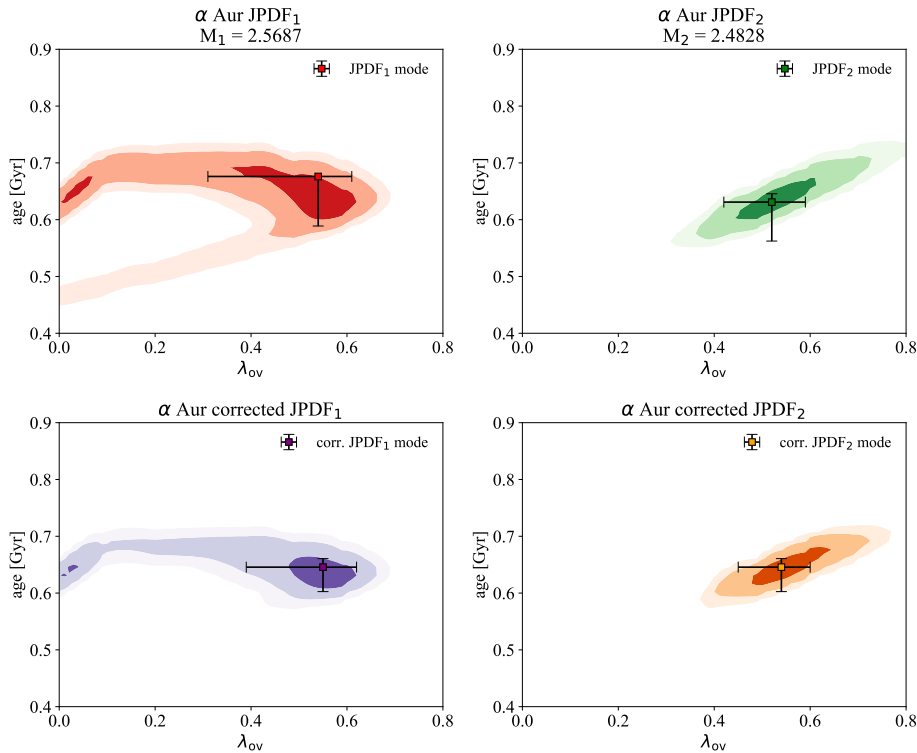 α Aur JPDF₁
M₁ = 2.5687
JPDF₁ mode
age [Gyr]
0.9
0.8
0.7
0.6
0.5
0.4
0.0 0.2 0.4 0.6 0.8
λov
α Aur JPDF₂
M₂ = 2.4828
JPDF₂ mode
age [Gyr]
0.9
0.8
0.7
0.6
0.5
0.4
0.0 0.2 0.4 0.6 0.8
λov
α Aur corrected JPDF₁
corr. JPDF₁ mode
age [Gyr]
0.9
0.8
0.7
0.6
0.5
0.4
0.0 0.2 0.4 0.6 0.8
λov
α Aur corrected JPDF₂
corr. JPDF₂ mode
age [Gyr]
0.9
0.8
0.7
0.6
0.5
0.4
0.0 0.2 0.4 0.6 0.8
λov